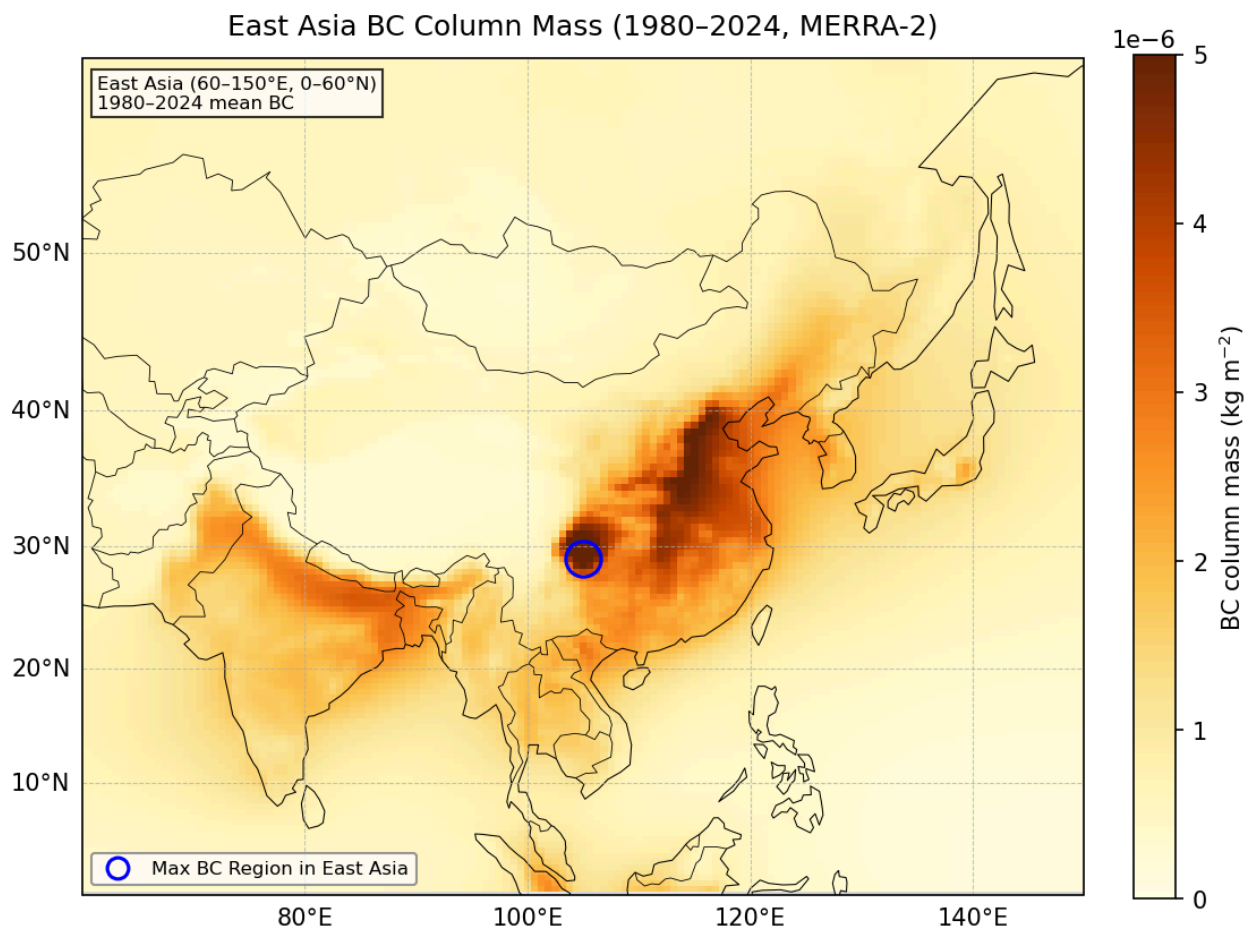 East Asia BC Column Mass (1980–2024, MERRA-2)
1e−6
East Asia (60–150°E, 0–60°N)
1980–2024 mean BC
50°N
40°N
30°N
20°N
10°N
80°E
100°E
120°E
140°E
Max BC Region in East Asia
5
4
3
2
1
0
BC column mass (kg m⁻²)